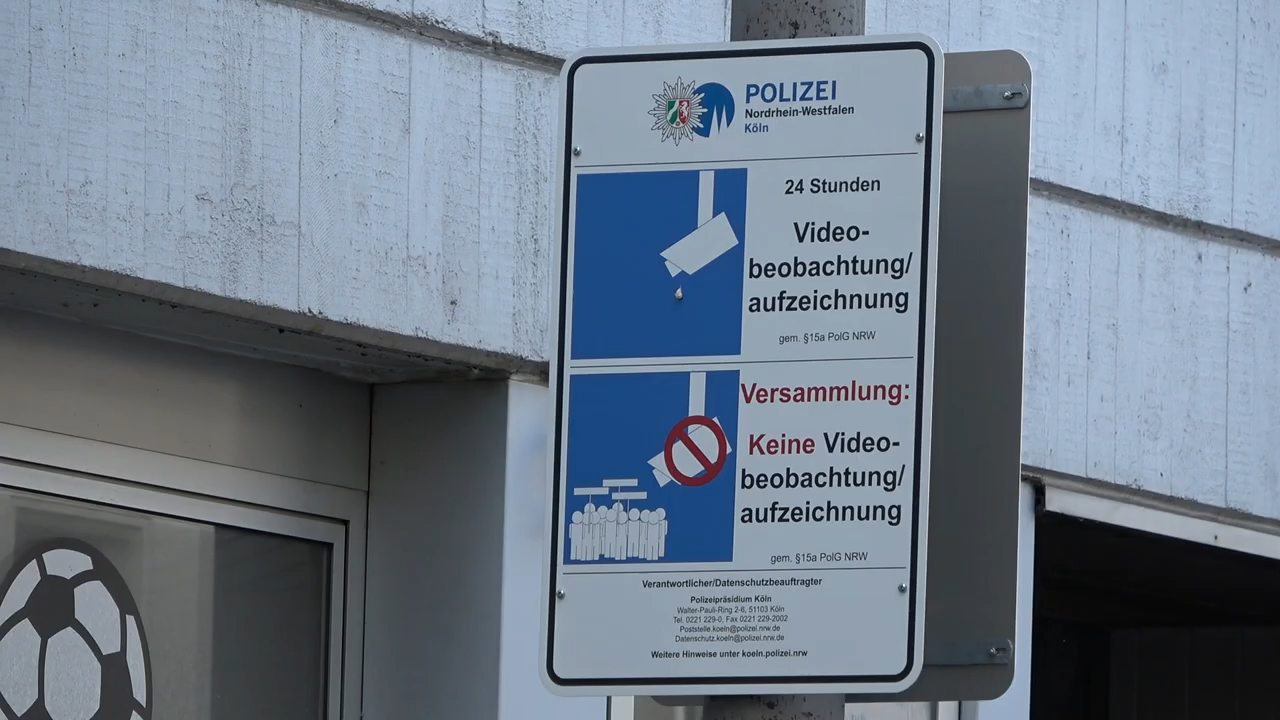 POLIZEI
Nordrhein-Westfalen
Köln
24 Stunden
Video-
beobachtung/
aufzeichnung
gem. §15a PolG NRW
Versammlung:
Keine Video-
beobachtung/
aufzeichnung
gem. §15a PolG NRW
Verantwortlicher/Datenschutzbeauftragter
Polizeipräsidium Köln
Walter-Pauli-Ring 2-6, 51103 Köln
Tel. 0221 229-0, Fax 0221 229-2002
Poststelle.koeln@polizei.nrw.de
Datenschutz.koeln@polizei.nrw.de
Weitere Hinweise unter koeln.polizei.nrw